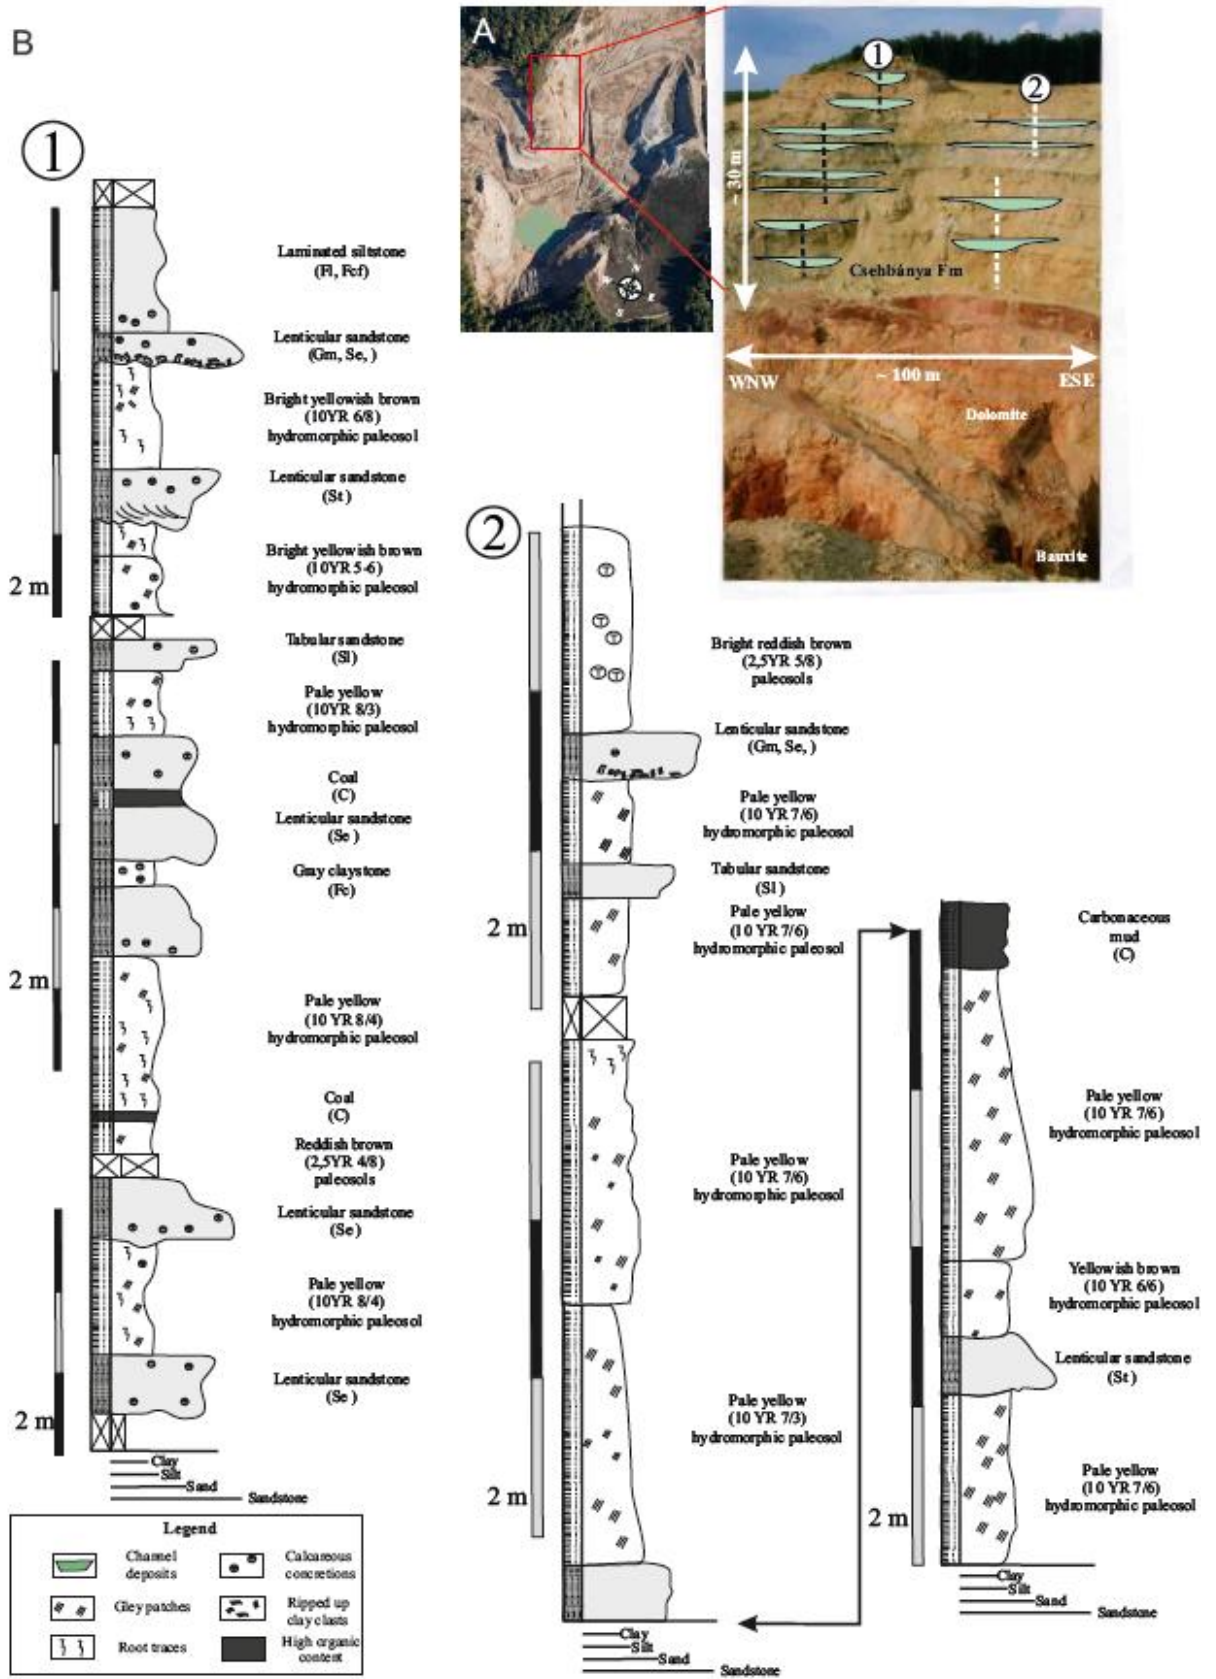 B
A
1
2
~ 30 m
Csehbánya Fm
WNW
~ 100 m
ESE
Dolomite
Bauxite
N
W
E
S
1
Laminated siltstone
(Fl, Fcf)
Lenticular sandstone
(Gm, Se, )
Bright yellowish brown
(10YR 6/8)
hydromorphic paleosol
Lenticular sandstone
(St)
Bright yellowish brown
(10YR 5-6)
hydromorphic paleosol
2 m
Tabular sandstone
(Sl)
Pale yellow
(10YR 8/3)
hydromorphic paleosol
Coal
(C)
Lenticular sandstone
(Se)
Gray claystone
(Fc)
2 m
Pale yellow
(10 YR 8/4)
hydromorphic paleosol
Coal
(C)
Reddish brown
(2,5YR 4/8)
paleosols
Lenticular sandstone
(Se)
Pale yellow
(10YR 8/4)
hydromorphic paleosol
Lenticular sandstone
(Se)
2 m
Clay
Silt
Sand
Sandstone
2
Bright reddish brown
(2,5YR 5/8)
paleosols
Lenticular sandstone
(Gm, Se, )
Pale yellow
(10 YR 7/6)
hydromorphic paleosol
Tabular sandstone
(Sl)
2 m
Pale yellow
(10 YR 7/6)
hydromorphic paleosol
Pale yellow
(10 YR 7/6)
hydromorphic paleosol
Pale yellow
(10 YR 7/3)
hydromorphic paleosol
2 m
Clay
Silt
Sand
Sandstone
Carbonaceous
mud
(C)
Pale yellow
(10 YR 7/6)
hydromorphic paleosol
Yellowish brown
(10 YR 6/6)
hydromorphic paleosol
Lenticular sandstone
(St)
Pale yellow
(10 YR 7/6)
hydromorphic paleosol
2 m
Clay
Silt
Sand
Sandstone
Legend
Channel
deposits
Calcareous
concretions
Gley patches
Ripped up
clay clasts
Root traces
High organic
content